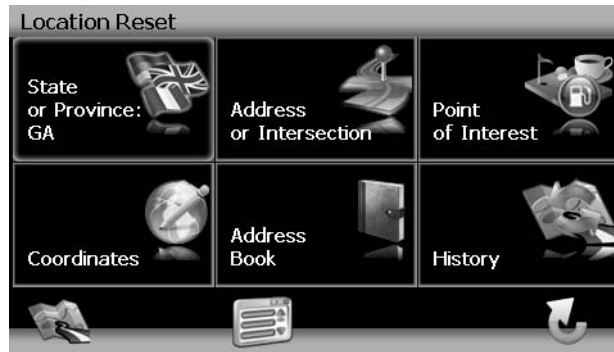 Location Reset
State
or Province:
GA
Address
or Intersection
Point
of Interest
Coordinates
Address
Book
History